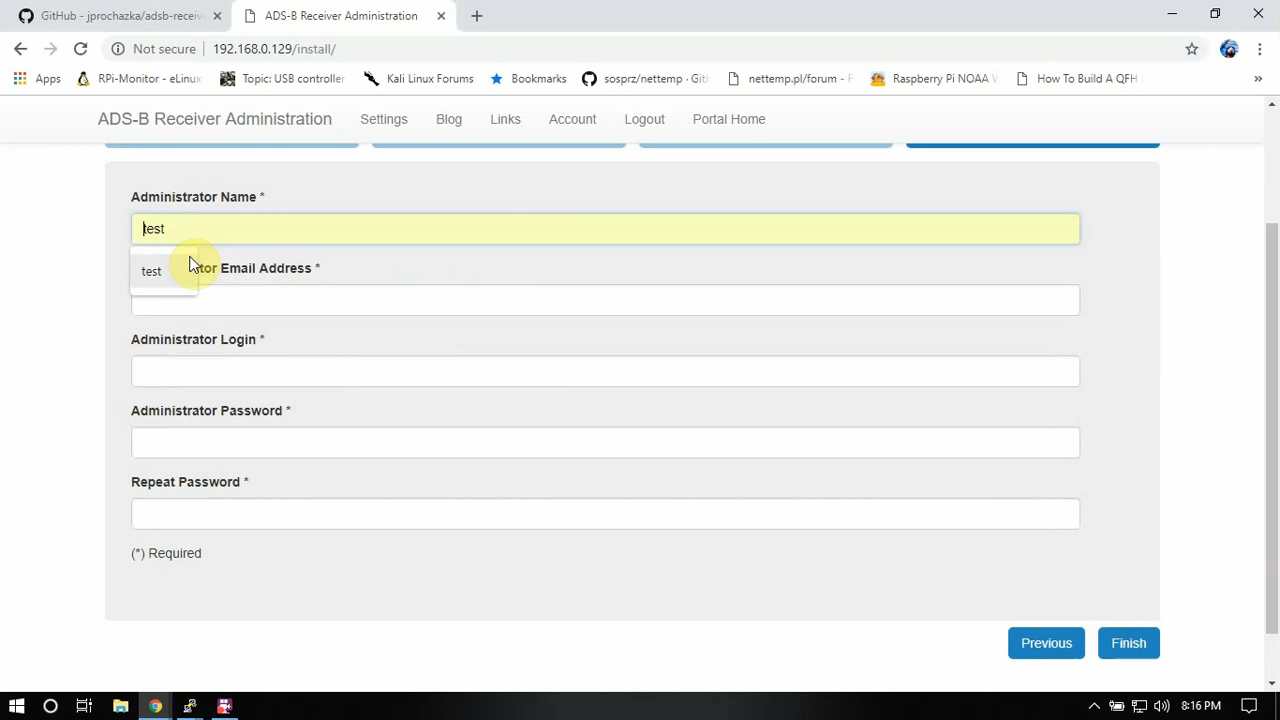 GitHub - jprochazka/adsb-receiv
ADS-B Receiver Administration
Not secure
192.168.0.129/install/
Apps
RPi-Monitor - eLinux
Topic: USB controller
Kali Linux Forums
Bookmarks
sosprz/nettemp · Git
nettemp.pl/forum - F
Raspberry Pi NOAA W
How To Build A QFH
ADS-B Receiver Administration
Settings
Blog
Links
Account
Logout
Portal Home
Administrator Name *
test
test
tor Email Address *
Administrator Login *
Administrator Password *
Repeat Password *
(*) Required
Previous
Finish
8:16 PM